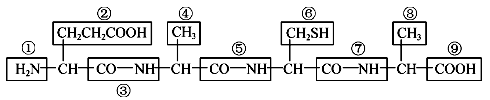 ② ④ ⑥ ⑧
CH₂CH₂COOH CH₃ CH₂SH CH₃
① ⑤ ⑦ ⑨
H₂N—CH—CO—NH—CH—CO—NH—CH—CO—NH—CH—COOH
③